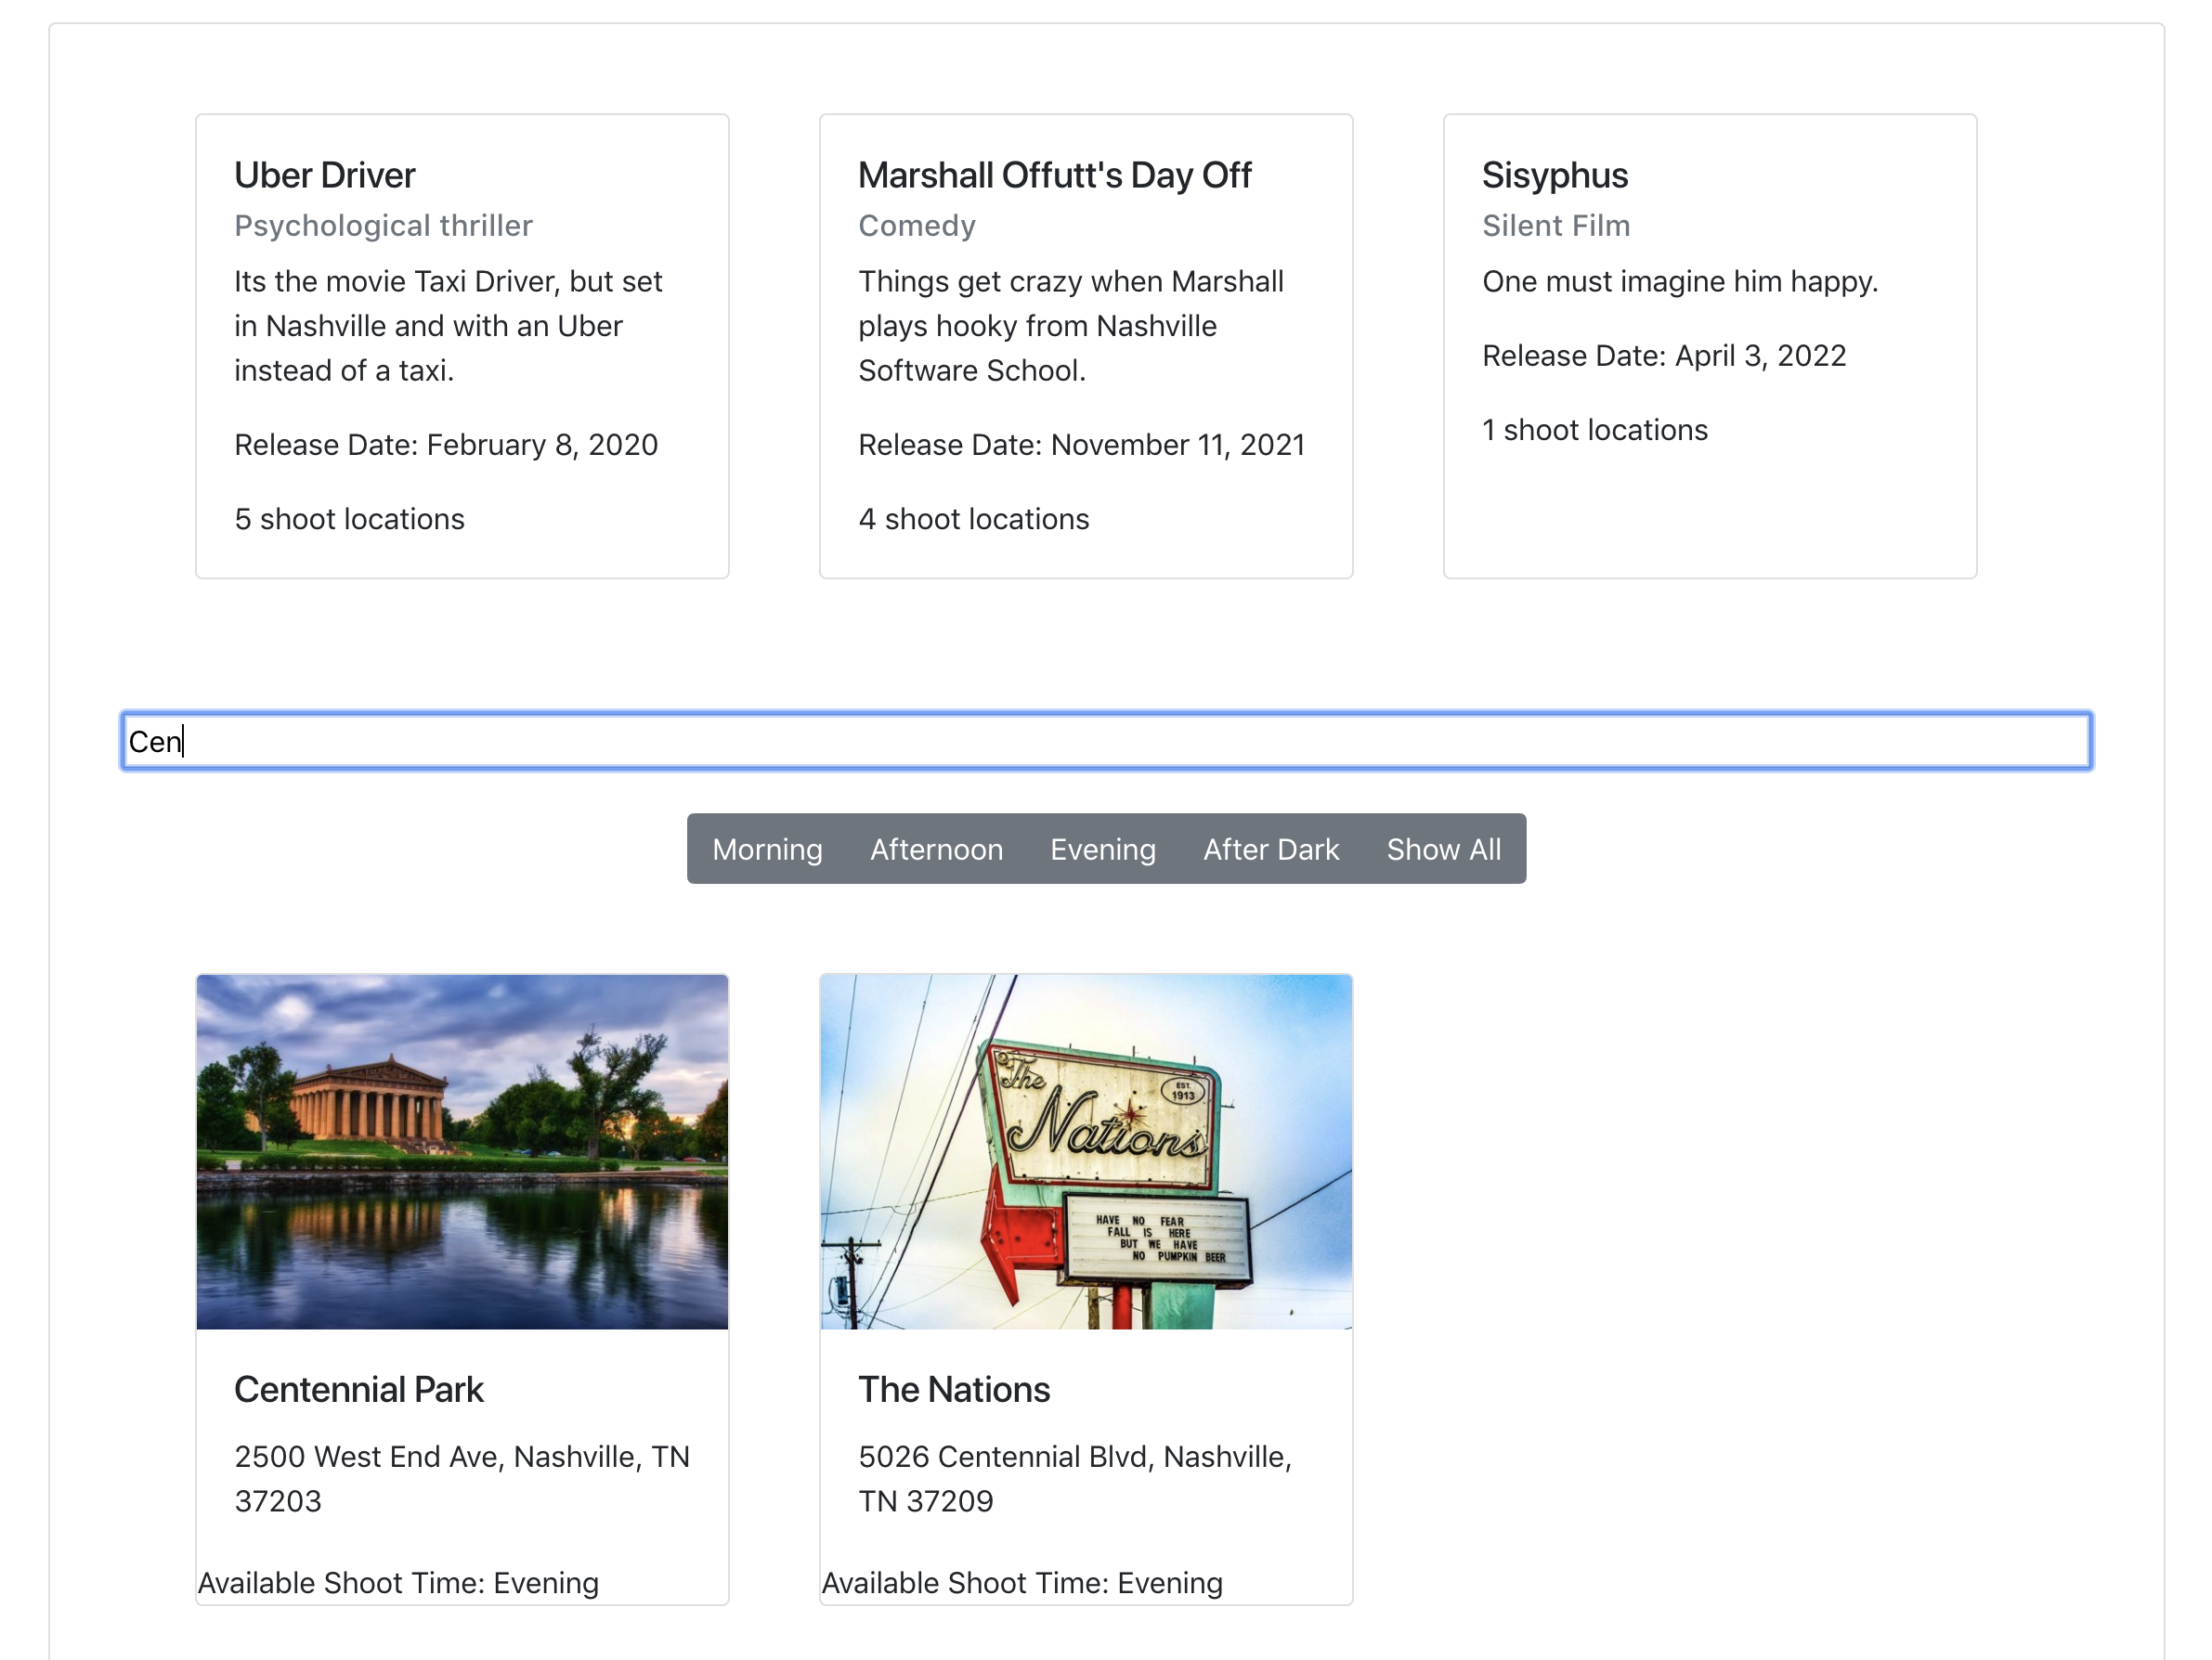 Uber Driver
Psychological thriller
Its the movie Taxi Driver, but set
in Nashville and with an Uber
instead of a taxi.
Release Date: February 8, 2020
5 shoot locations
Marshall Offutt's Day Off
Comedy
Things get crazy when Marshall
plays hooky from Nashville
Software School.
Release Date: November 11, 2021
4 shoot locations
Sisyphus
Silent Film
One must imagine him happy.
Release Date: April 3, 2022
1 shoot locations
Cen
Morning Afternoon Evening After Dark Show All
Centennial Park
2500 West End Ave, Nashville, TN
37203
Available Shoot Time: Evening
The
Nations
EST.
1913
HAVE NO FEAR
FALL IS HERE
BUT WE HAVE
NO PUMPKIN BEER
The Nations
5026 Centennial Blvd, Nashville,
TN 37209
Available Shoot Time: Evening